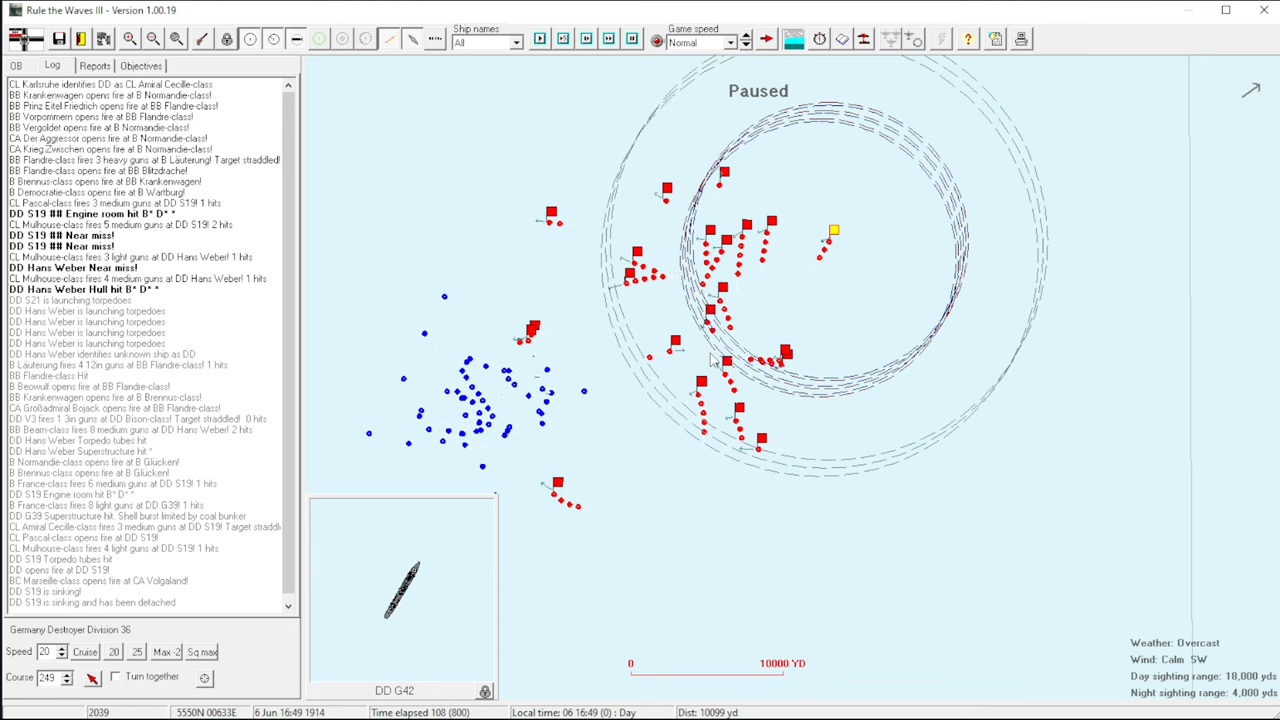 Rule the Waves III - Version 1.00.19
Ship names
All
Game speed
Normal
OB
Log
Reports
Objectives
CL Karlsruhe identifies DD as CL Amiral Cecille-class
BB Krankenwagen opens fire at B Normandie-class!
BB Prinz Eitel Friedrich opens fire at BB Flandre-class!
BB Vorpommern opens fire at BB Flandre-class!
BB Vergoldet opens fire at B Normandie-class!
CA Der Aggressor opens fire at B Normandie-class!
CA Krieg Zwischen opens fire at B Normandie-class!
BB Flandre-class fires 3 heavy guns at B Läuterung! Target straddled!
BB Flandre-class opens fire at BB Blitzdrache!
B Brennus-class opens fire at BB Krankenwagen!
B Democratie-class opens fire at B Wartburg!
CL Pascal-class fires 3 medium guns at DD S19! 1 hits
DD S19 ## Engine room hit B* D* *
CL Mulhouse-class fires 5 medium guns at DD S19! 2 hits
DD S19 ## Near miss!
DD S19 ## Near miss!
CL Mulhouse-class fires 3 light guns at DD Hans Weber! 1 hits
DD Hans Weber Near miss!
CL Mulhouse-class fires 4 medium guns at DD Hans Weber! 1 hits
DD Hans Weber Hull hit B* D* *
DD S21 is launching torpedoes
DD Hans Weber is launching torpedoes
DD Hans Weber is launching torpedoes
DD Hans Weber is launching torpedoes
DD Hans Weber identifies unknown ship as DD
B Läuterung fires 4 12in guns at BB Flandre-class! 1 hits
BB Flandre-class Hit
BB Beowulf opens fire at BB Flandre-class!
BB Krankenwagen opens fire at B Brennus-class!
CA Großadmiral Bojack opens fire at BB Flandre-class!
DD V3 fires 1 3in guns at DD Bison-class! Target straddled! 0 hits
BB Bearn-class fires 8 medium guns at DD Hans Weber! 2 hits
DD Hans Weber Torpedo tubes hit
DD Hans Weber Superstructure hit *
B Normandie-class opens fire at B Glücken!
B Brennus-class opens fire at B Glücken!
B France-class fires 6 medium guns at DD S19! 1 hits
DD S19 Engine room hit B* D* *
B France-class fires 8 light guns at DD G39! 1 hits
DD G39 Superstructure hit. Shell burst limited by coal bunker
CL Amiral Cecille-class fires 3 medium guns at DD S19! Target straddl
CL Pascal-class opens fire at DD S19!
CL Mulhouse-class fires 4 light guns at DD S19! 1 hits
DD S19 Torpedo tubes hit
DD opens fire at DD S19!
BC Marseille-class opens fire at CA Volgaland!
DD S19 is sinking!
DD S19 is sinking and has been detached
Germany Destroyer Division 36
Speed 20 Cruise 20 25 Max -2 Sq max
Course 249 Turn together
Paused
DD G42
0 10000 YD
Weather: Overcast
Wind: Calm SW
Day sighting range: 18,000 yds
Night sighting range: 4,000 yds
2039
5550N 00633E
6 Jun 16:49 1914
Time elapsed 108 (800)
Local time: 06 16:49 (0) : Day
Dist: 10099 yd